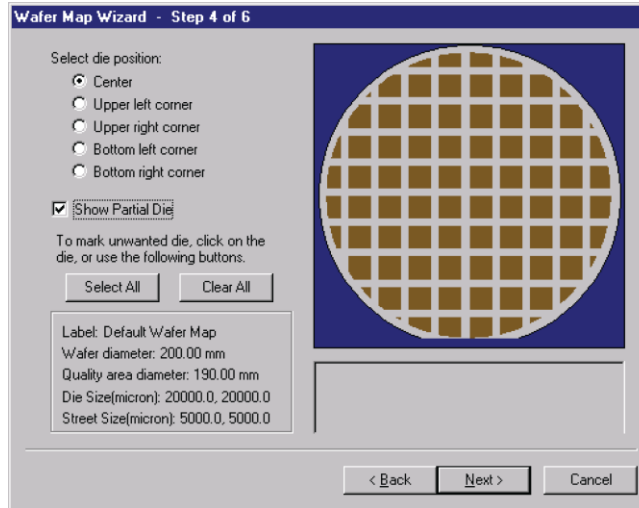 Wafer Map Wizard - Step 4 of 6
Select die position:
Center
Upper left corner
Upper right corner
Bottom left corner
Bottom right corner
Show Partial Die
To mark unwanted die, click on the
die, or use the following buttons.
Select All
Clear All
Label: Default Wafer Map
Wafer diameter: 200.00 mm
Quality area diameter: 190.00 mm
Die Size(micron): 20000.0, 20000.0
Street Size(micron): 5000.0, 5000.0
< Back
Next >
Cancel